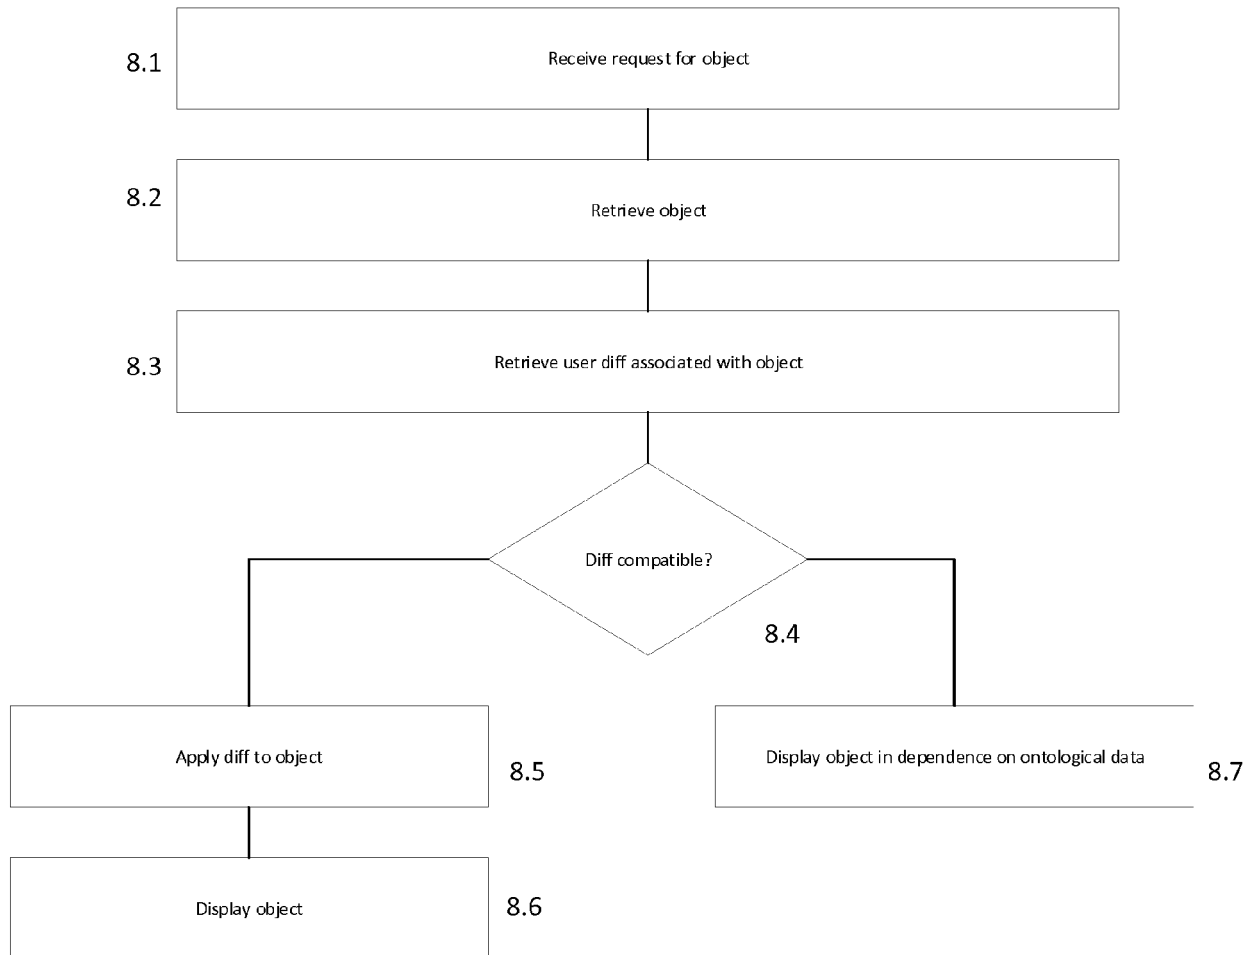 8.1
Receive request for object
8.2
Retrieve object
8.3
Retrieve user diff associated with object
Diff compatible?
8.4
Apply diff to object
8.5
Display object in dependence on ontological data
8.7
Display object
8.6